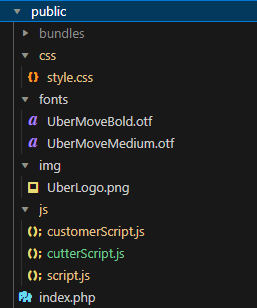 public
bundles
css
style.css
fonts
UberMoveBold.otf
UberMoveMedium.otf
img
UberLogo.png
js
customerScript.js
cutterScript.js
script.js
index.php